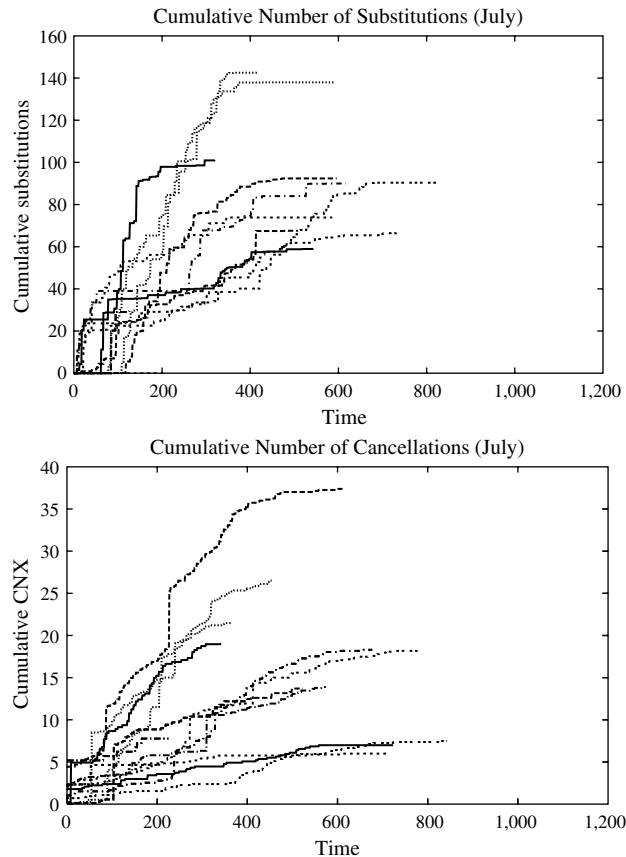 Cumulative Number of Substitutions (July)
160
140
120
100
80
60
40
20
0
Cumulative substitutions
0 200 400 600 800 1,000 1,200
Time
Cumulative Number of Cancellations (July)
40
35
30
25
20
15
10
5
0
Cumulative CNX
0 200 400 600 800 1,000 1,200
Time